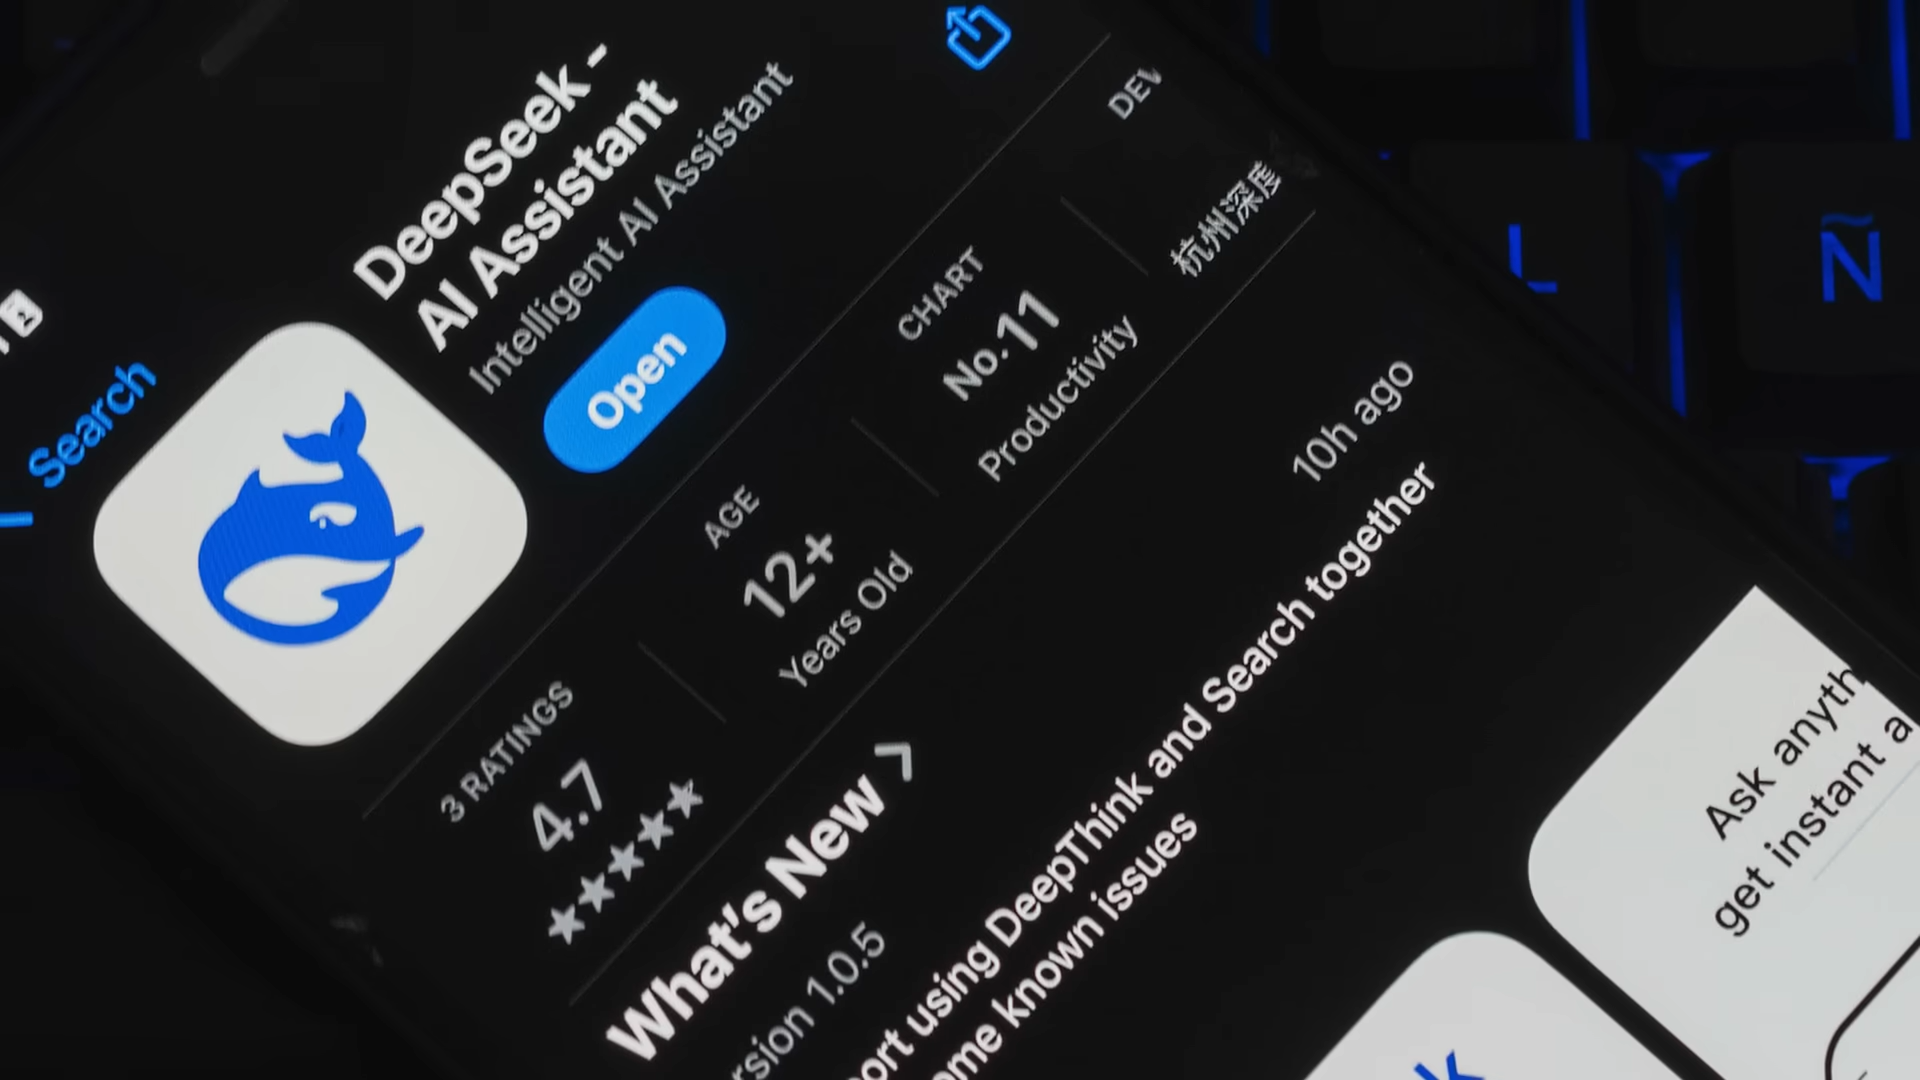 Search
DeepSeek -
AI Assistant
Intelligent AI Assistant
Open
3 RATINGS
4.7
AGE
12+
Years Old
CHART
No.11
Productivity
DEV
杭州深度
What's New
rsion 1.0.5
10h ago
ort using DeepThink and Search together
ome known issues
Ask anyth
get instant a
k
L
Ñ